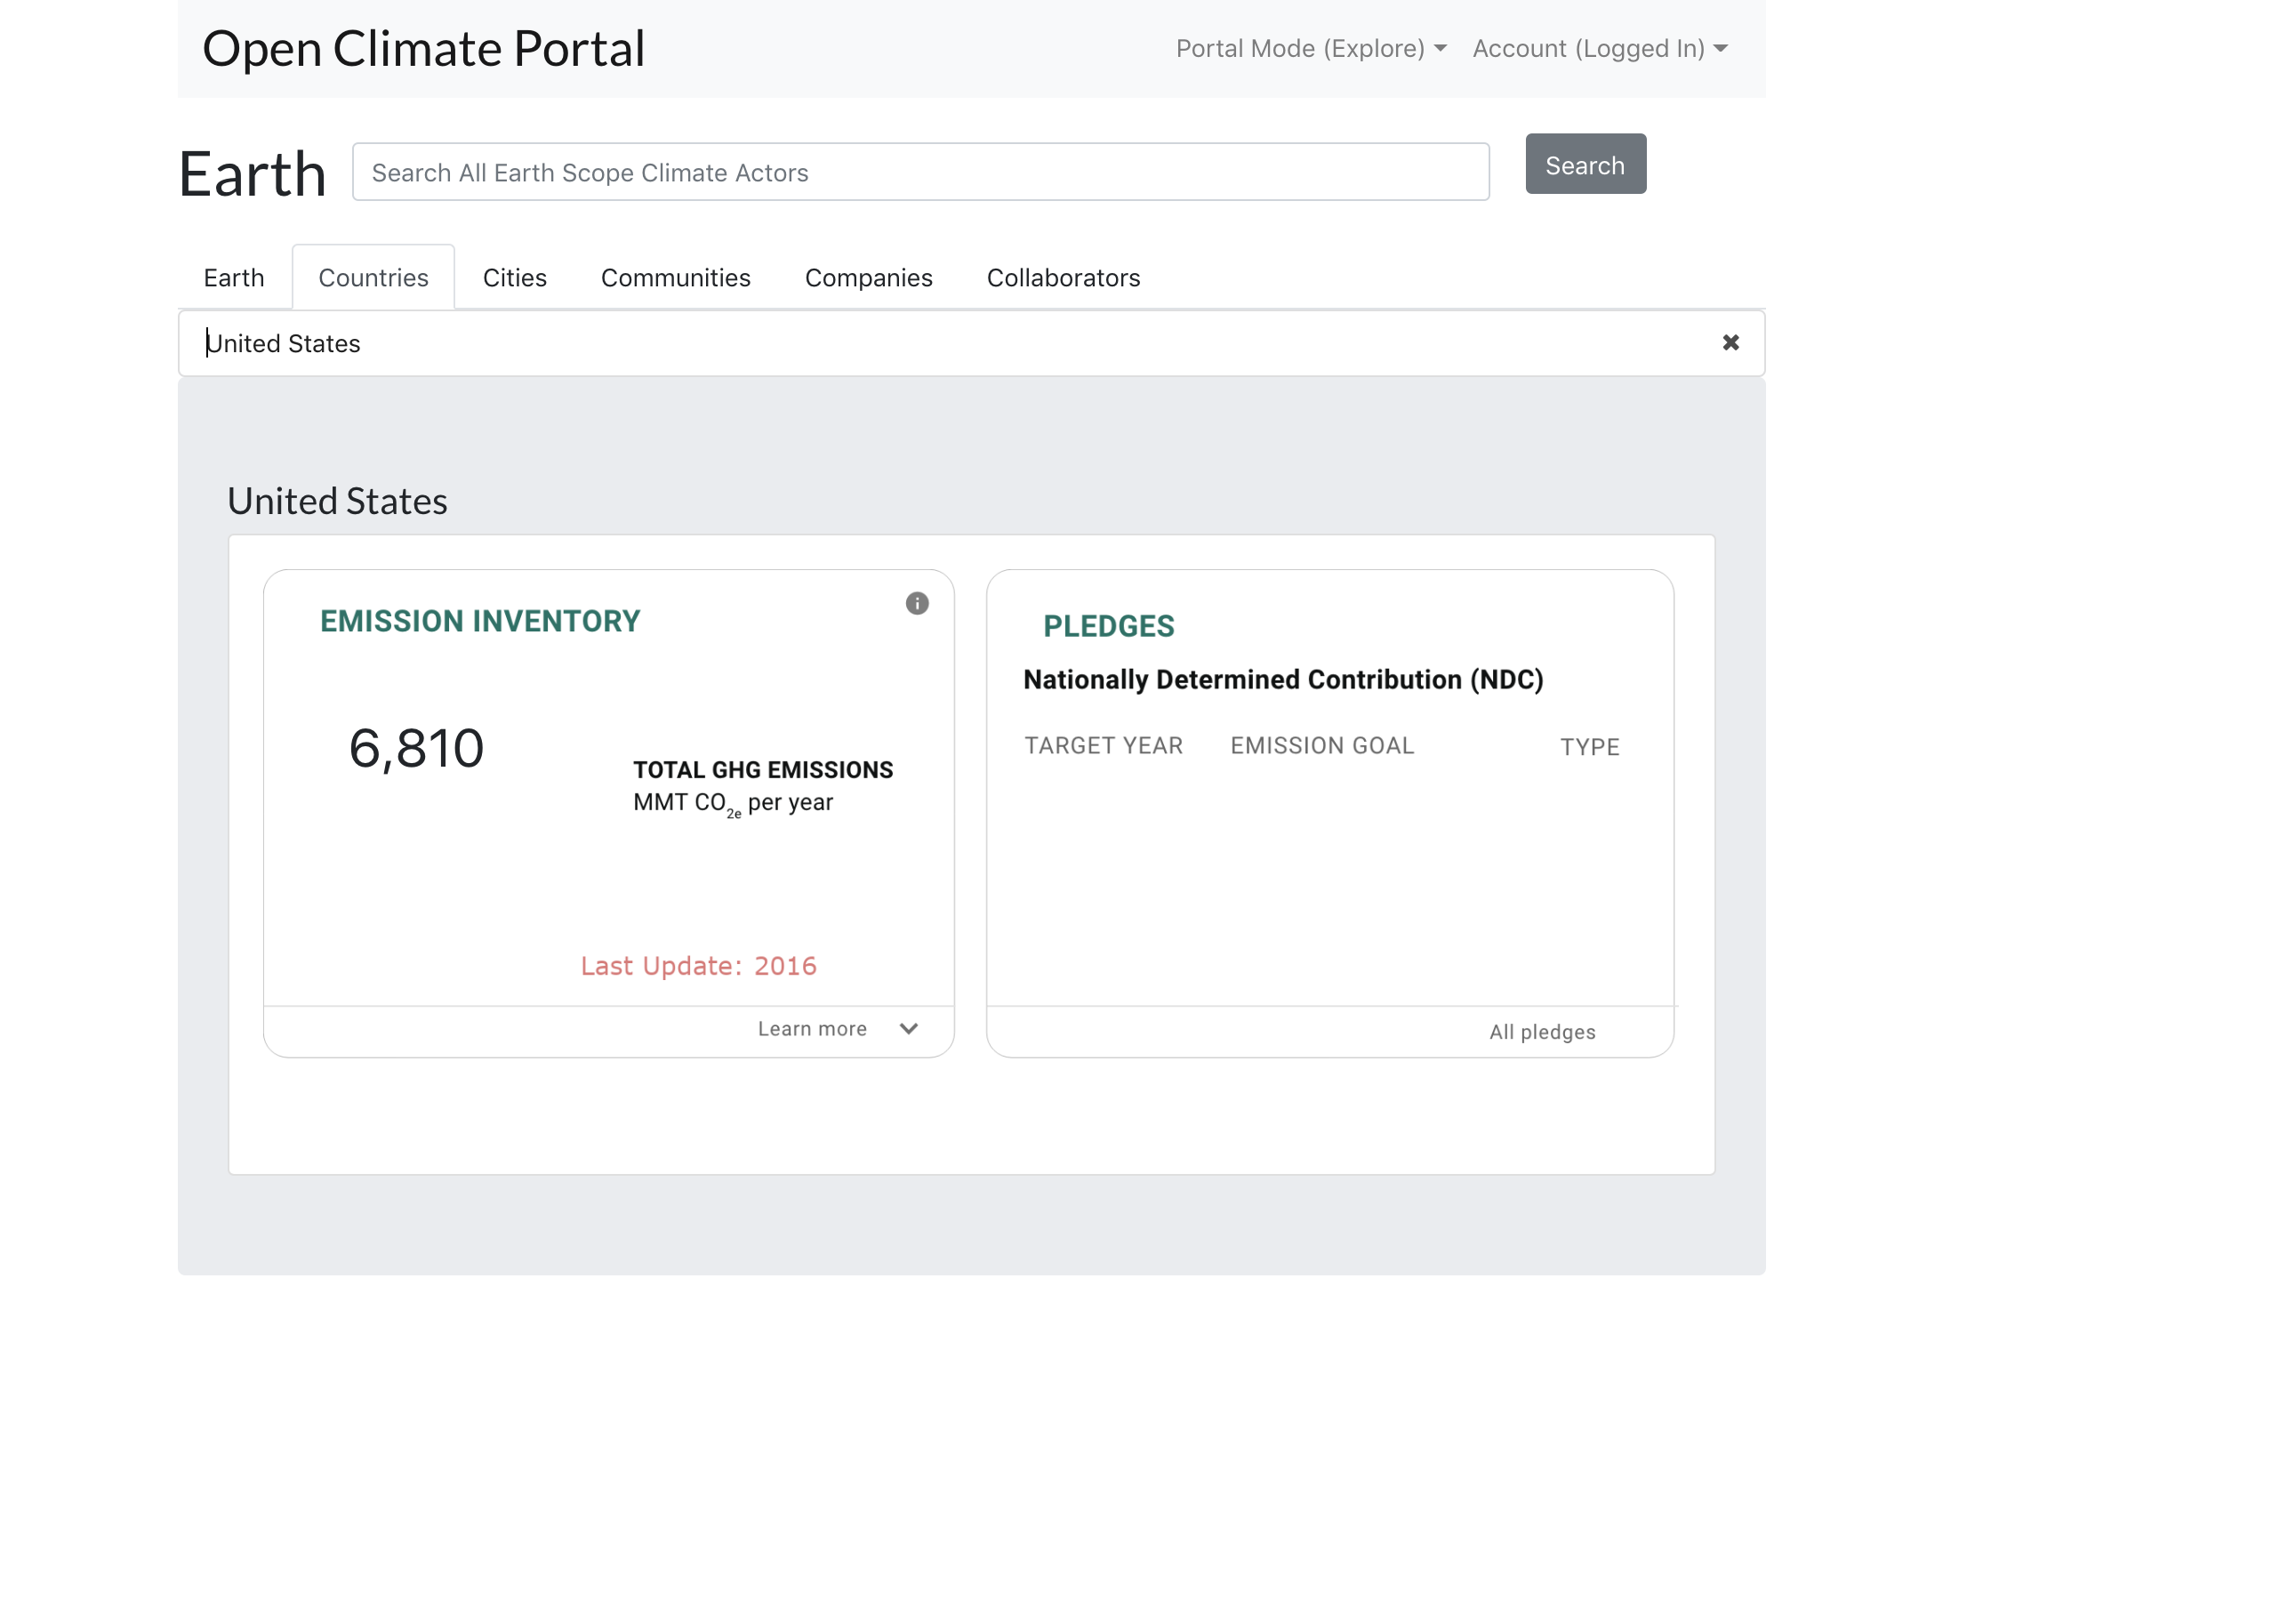 Open Climate Portal
Portal Mode (Explore)
Account (Logged In)
Earth
Search All Earth Scope Climate Actors
Search
Earth
Countries
Cities
Communities
Companies
Collaborators
United States
United States
EMISSION INVENTORY
6,810
TOTAL GHG EMISSIONS
MMT CO2e per year
Last Update: 2016
Learn more
PLEDGES
Nationally Determined Contribution (NDC)
TARGET YEAR
EMISSION GOAL
TYPE
All pledges